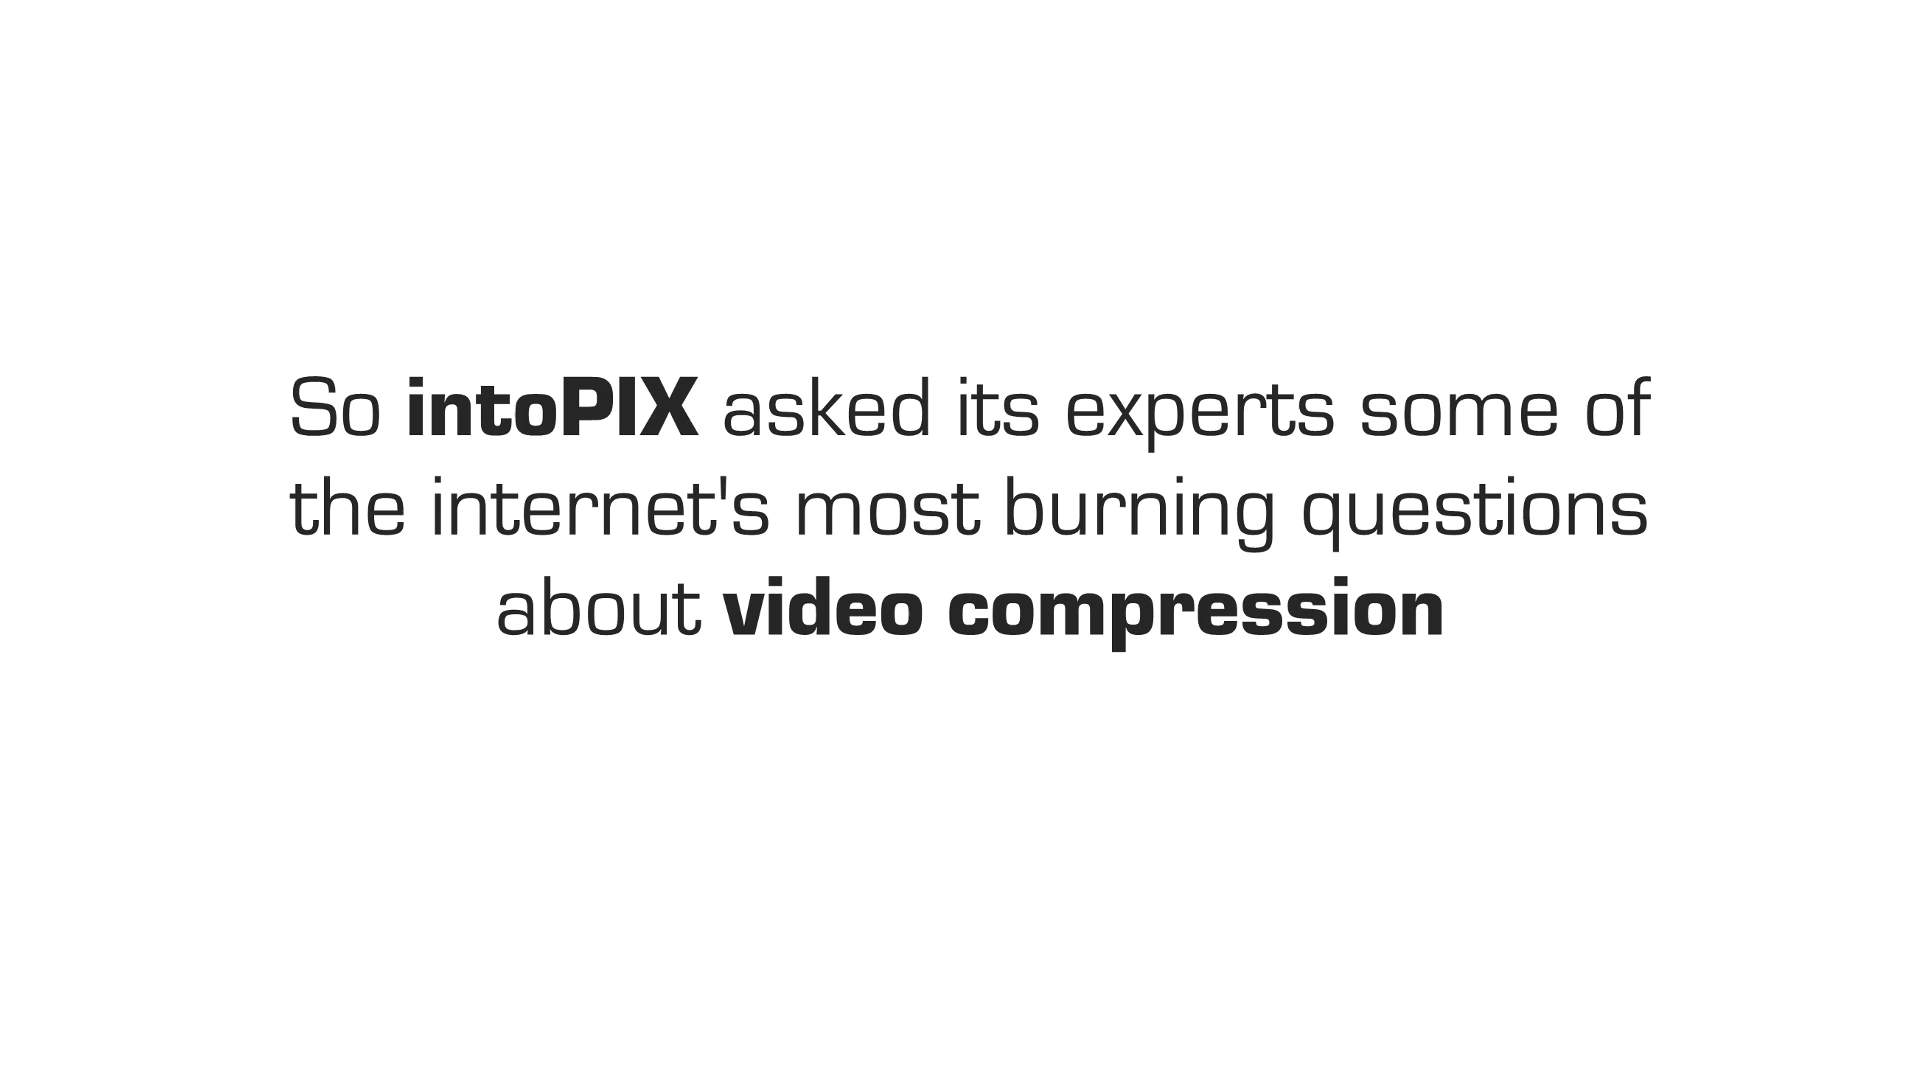 So intoPIX asked its experts some of
the internet's most burning questions
about video compression